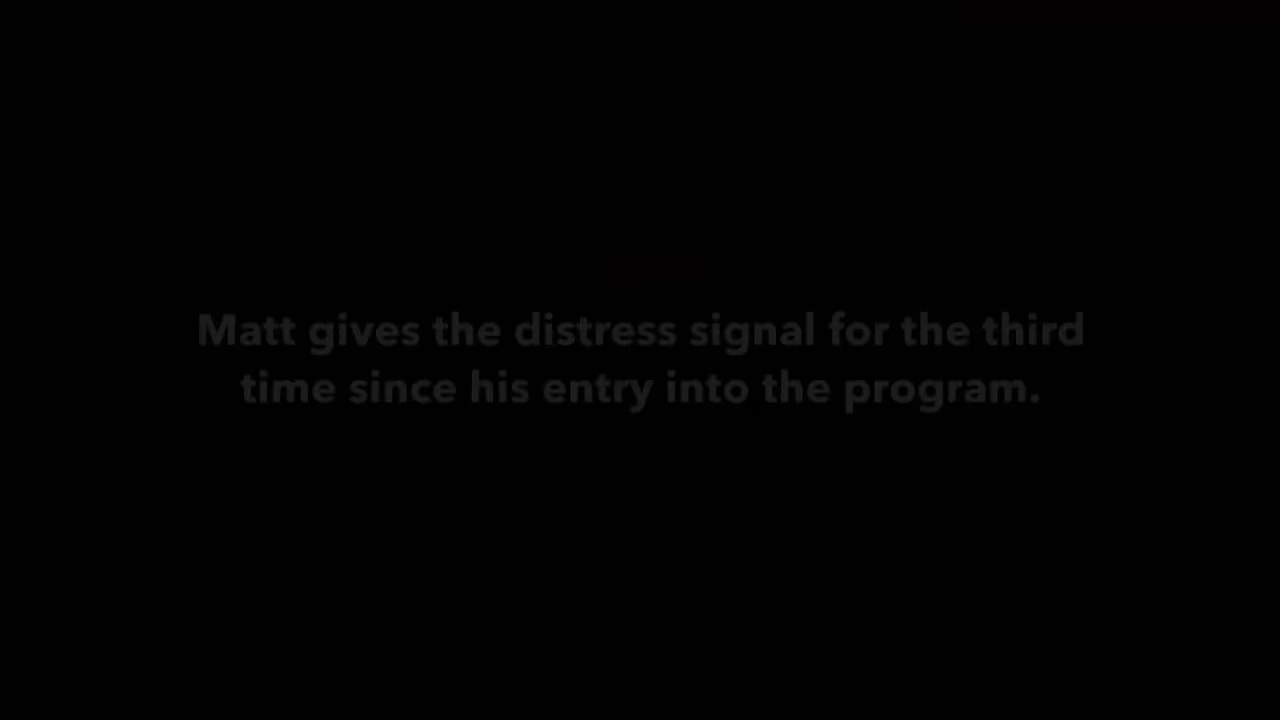 Matt gives the distress signal for the third
time since his entry into the program.